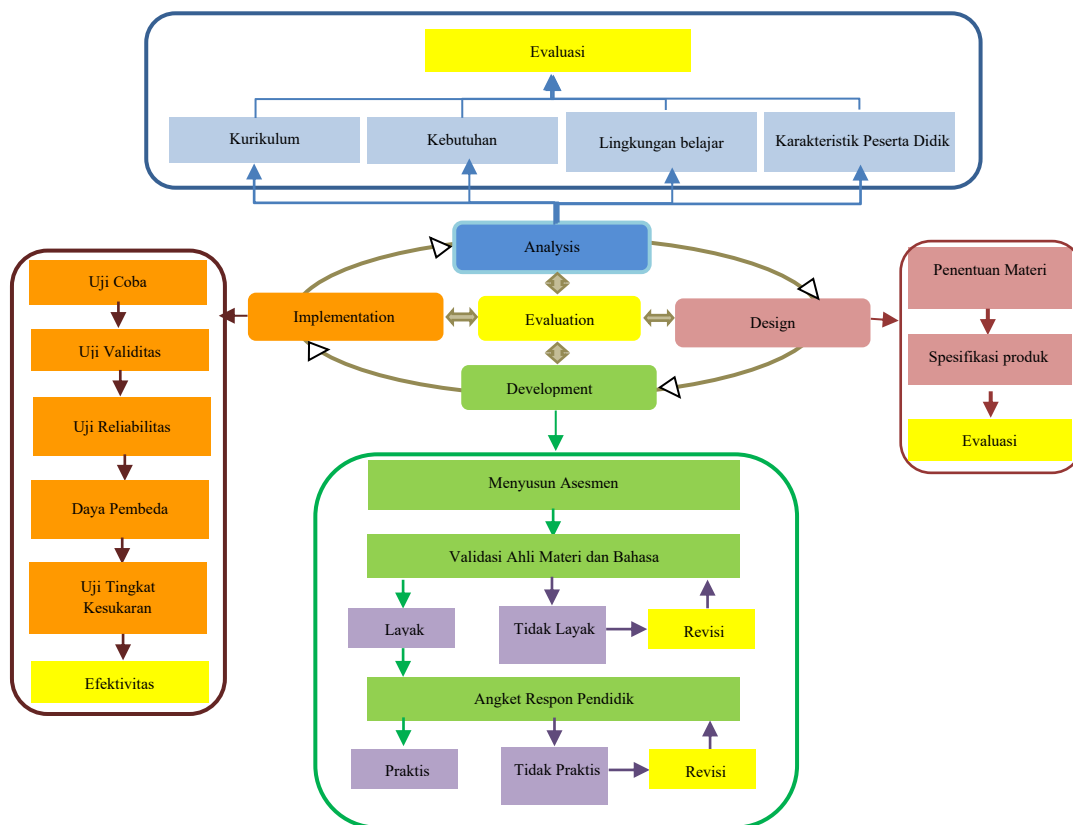 Evaluasi
Kurikulum
Kebutuhan
Lingkungan belajar
Karakteristik Peserta Didik
Analysis
Implementation
Evaluation
Design
Development
Uji Coba
Uji Validitas
Uji Reliabilitas
Daya Pembeda
Uji Tingkat
Kesukaran
Efektivitas
Penentuan Materi
Spesifikasi produk
Evaluasi
Menyusun Asesmen
Validasi Ahli Materi dan Bahasa
Layak
Tidak Layak
Revisi
Angket Respon Pendidik
Praktis
Tidak Praktis
Revisi